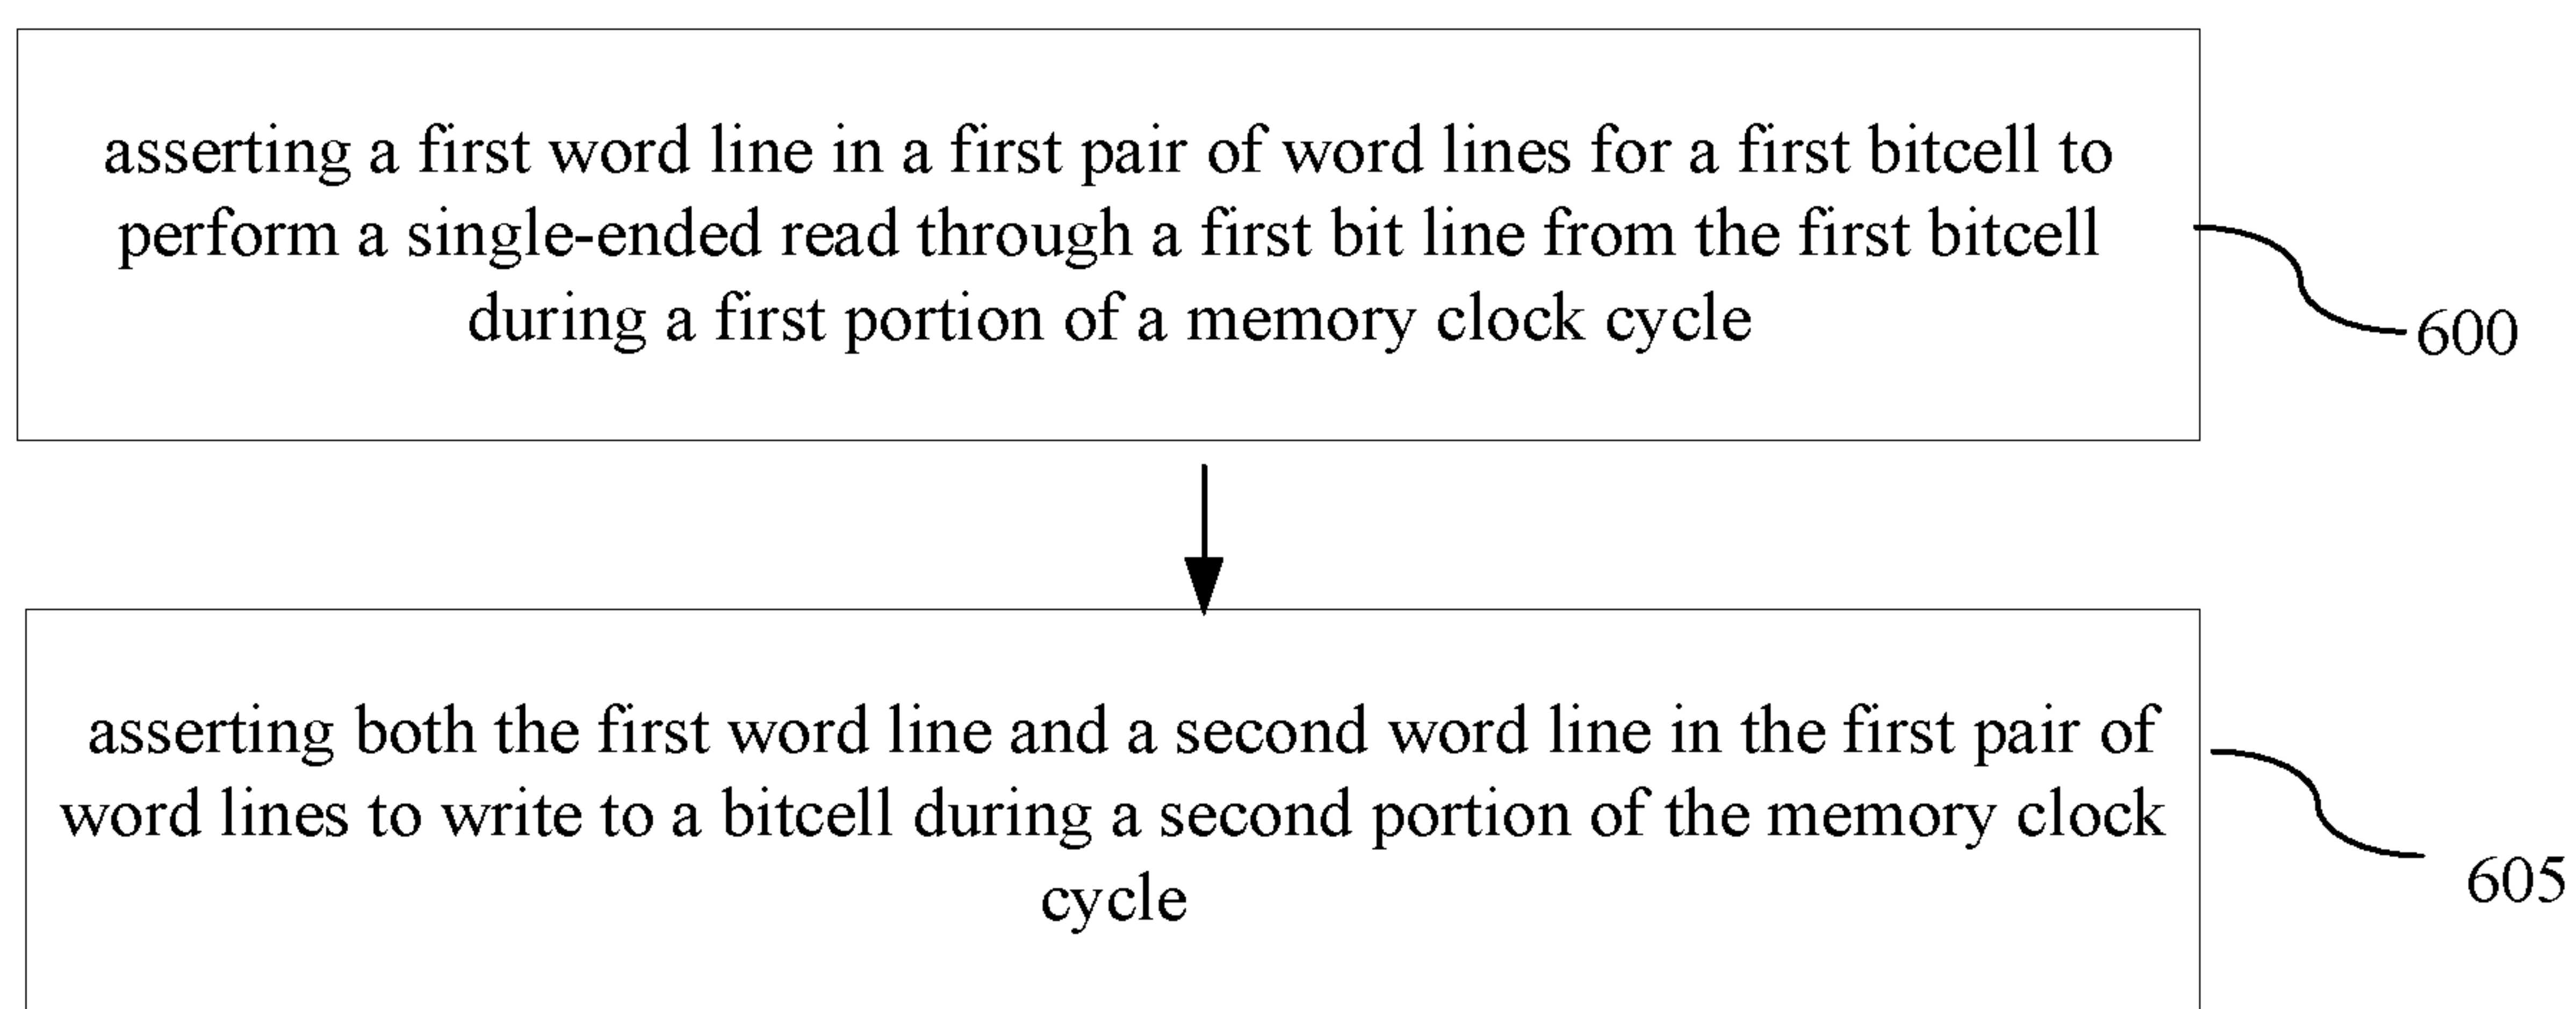 asserting a first word line in a first pair of word lines for a first bitcell to
perform a single-ended read through a first bit line from the first bitcell
during a first portion of a memory clock cycle
600
asserting both the first word line and a second word line in the first pair of
word lines to write to a bitcell during a second portion of the memory clock
cycle
605